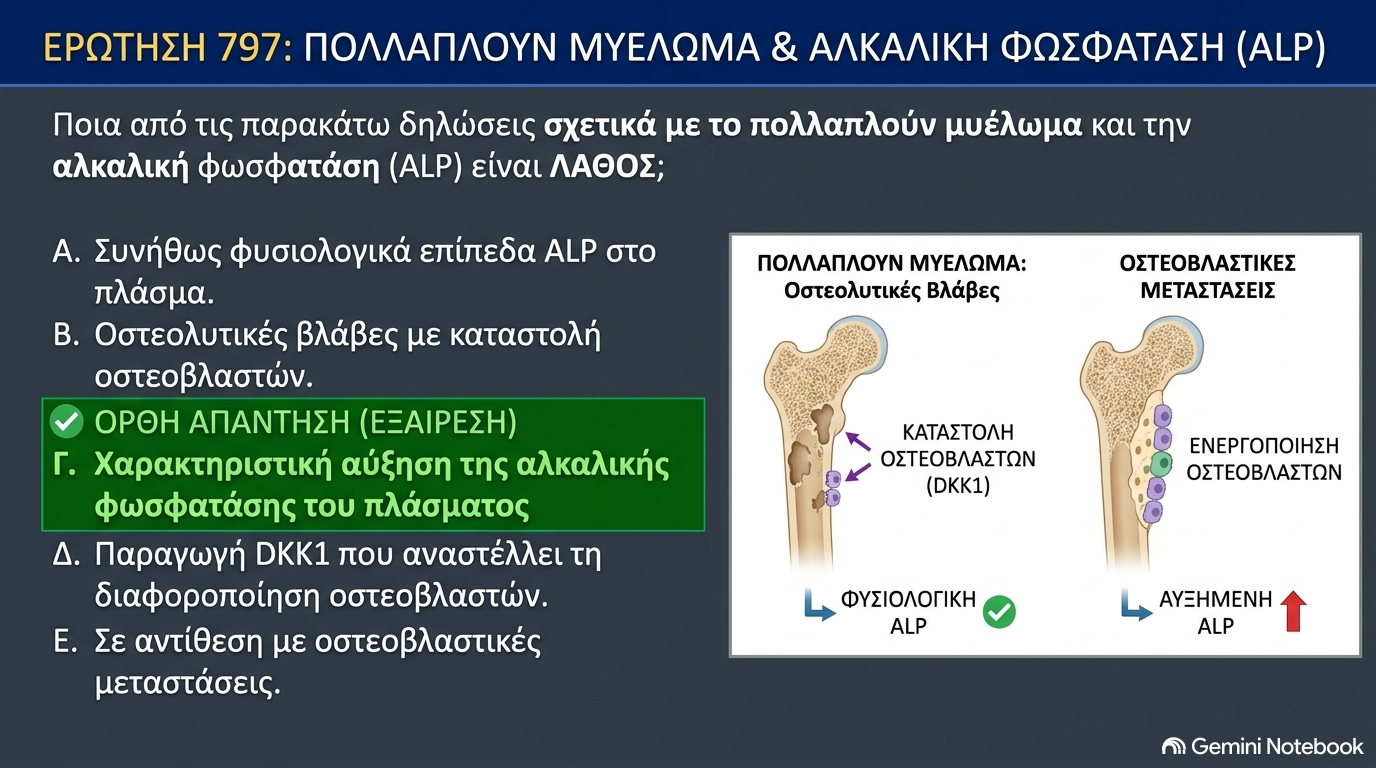 ΕΡΩΤΗΣΗ 797: ΠΟΛΛΑΠΛΟΥΝ ΜΥΕΛΩΜΑ & ΑΛΚΑΛΙΚΗ ΦΩΣΦΑΤΑΣΗ (ALP)
Ποια από τις παρακάτω δηλώσεις σχετικά με το πολλαπλούν μυέλωμα και την
αλκαλική φωσφατάση (ALP) είναι ΛΑΘΟΣ;
Α. Συνήθως φυσιολογικά επίπεδα ALP στο
πλάσμα.
Β. Οστεολυτικές βλάβες με καταστολή
οστεοβλαστών.
ΟΡΘΗ ΑΠΑΝΤΗΣΗ (ΕΞΑΙΡΕΣΗ)
Γ. Χαρακτηριστική αύξηση της αλκαλικής
φωσφατάσης του πλάσματος
Δ. Παραγωγή DKK1 που αναστέλλει τη
διαφοροποίηση οστεοβλαστών.
Ε. Σε αντίθεση με οστεοβλαστικές
μεταστάσεις.
ΠΟΛΛΑΠΛΟΥΝ ΜΥΕΛΩΜΑ:
Οστεολυτικές Βλάβες
ΚΑΤΑΣΤΟΛΗ
ΟΣΤΕΟΒΛΑΣΤΩΝ
(DKK1)
ΦΥΣΙΟΛΟΓΙΚΗ
ALP
ΟΣΤΕΟΒΛΑΣΤΙΚΕΣ
ΜΕΤΑΣΤΑΣΕΙΣ
ΕΝΕΡΓΟΠΟΙΗΣΗ
ΟΣΤΕΟΒΛΑΣΤΩΝ
ΑΥΞΗΜΕΝΗ
ALP
Gemini Notebook